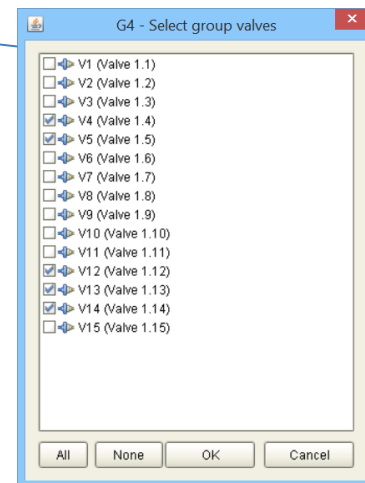 G4 - Select group valves
V1 (Valve 1.1)
V2 (Valve 1.2)
V3 (Valve 1.3)
V4 (Valve 1.4)
V5 (Valve 1.5)
V6 (Valve 1.6)
V7 (Valve 1.7)
V8 (Valve 1.8)
V9 (Valve 1.9)
V10 (Valve 1.10)
V11 (Valve 1.11)
V12 (Valve 1.12)
V13 (Valve 1.13)
V14 (Valve 1.14)
V15 (Valve 1.15)
All None OK Cancel